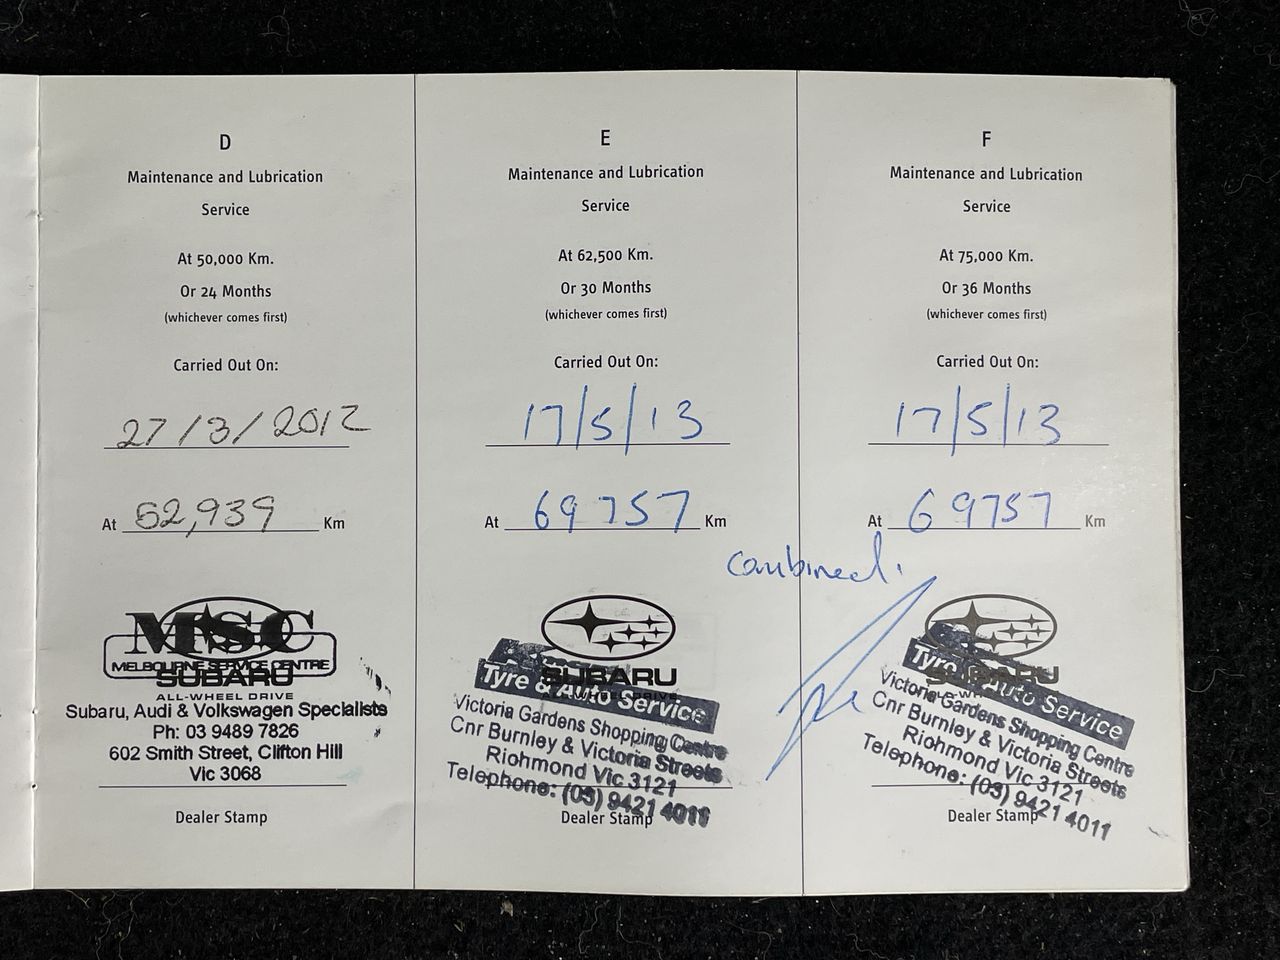 D
Maintenance and Lubrication
Service
At 50,000 Km.
Or 24 Months
(whichever comes first)
Carried Out On:
27/3/2012
At 52,939 Km
MSC
MELBOURNE SERVICE CENTRE
SUBARU
ALL-WHEEL DRIVE
Subaru, Audi & Volkswagen Specialists
Ph: 03 9489 7826
602 Smith Street, Clifton Hill
Vic 3068
Dealer Stamp
E
Maintenance and Lubrication
Service
At 62,500 Km.
Or 30 Months
(whichever comes first)
Carried Out On:
17/5/13
At 69757 Km
combined.
SUBARU
Tyre & Auto Service
Victoria Gardens Shopping Centre
Cnr Burnley & Victoria Streets
Richmond Vic 3121
Telephone: (03) 9421 4011
Dealer Stamp
F
Maintenance and Lubrication
Service
At 75,000 Km.
Or 36 Months
(whichever comes first)
Carried Out On:
17/5/13
At 69757 Km
SUBARU
Tyre & Auto Service
Victoria Gardens Shopping Centre
Cnr Burnley & Victoria Streets
Richmond Vic 3121
Telephone: (03) 9421 4011
Dealer Stamp